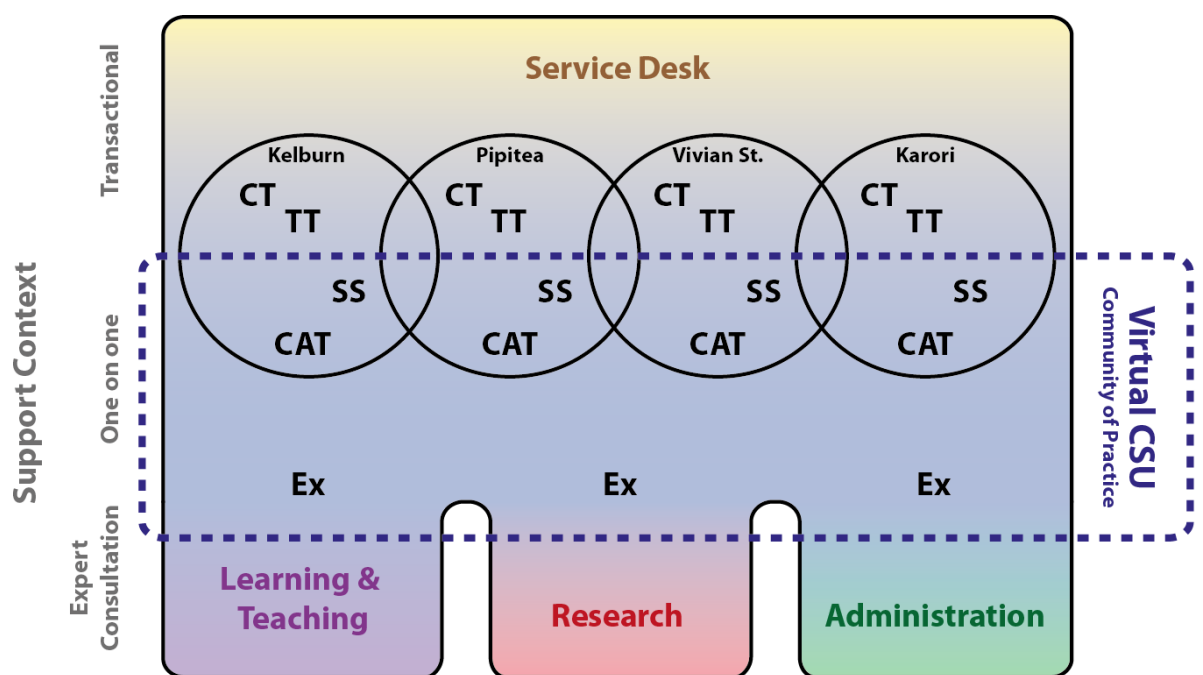 Service Desk
Kelburn
Pipitea
Vivian St.
Karori
CT
TT
CT
TT
CT
TT
CT
TT
SS
SS
SS
SS
CAT
CAT
CAT
CAT
Ex
Ex
Ex
Learning &
Teaching
Research
Administration
Support Context
Transactional
One on one
Expert
Consultation
Virtual CSU
Community of Practice